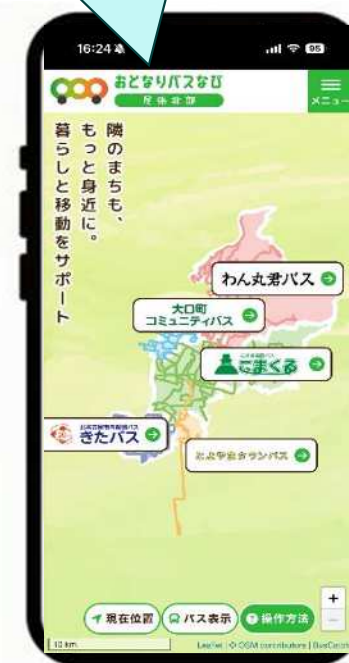 16:24
95
おとなりバスなび
尾張北部
メニュー
隣のまちも、
もっと身近に。
暮らしと移動をサポート
わん丸君バス
大口町
コミュニティバス
こまくる
きたバス
とよやまタウンバス
現在位置
バス表示
操作方法
+
-
10 km
Leaflet | © OSM contributors | BusCatch